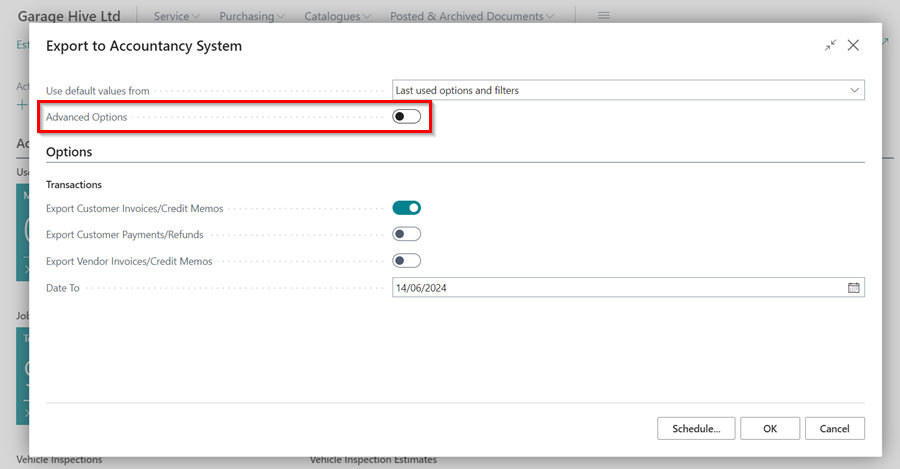 Garage Hive Ltd
Service
Purchasing
Catalogues
Posted & Archived Documents
Export to Accountancy System
Use default values from
Last used options and filters
Advanced Options
Options
Transactions
Export Customer Invoices/Credit Memos
Export Customer Payments/Refunds
Export Vendor Invoices/Credit Memos
Date To
14/06/2024
Schedule...
OK
Cancel
Vehicle Inspections
Vehicle Inspection Estimates